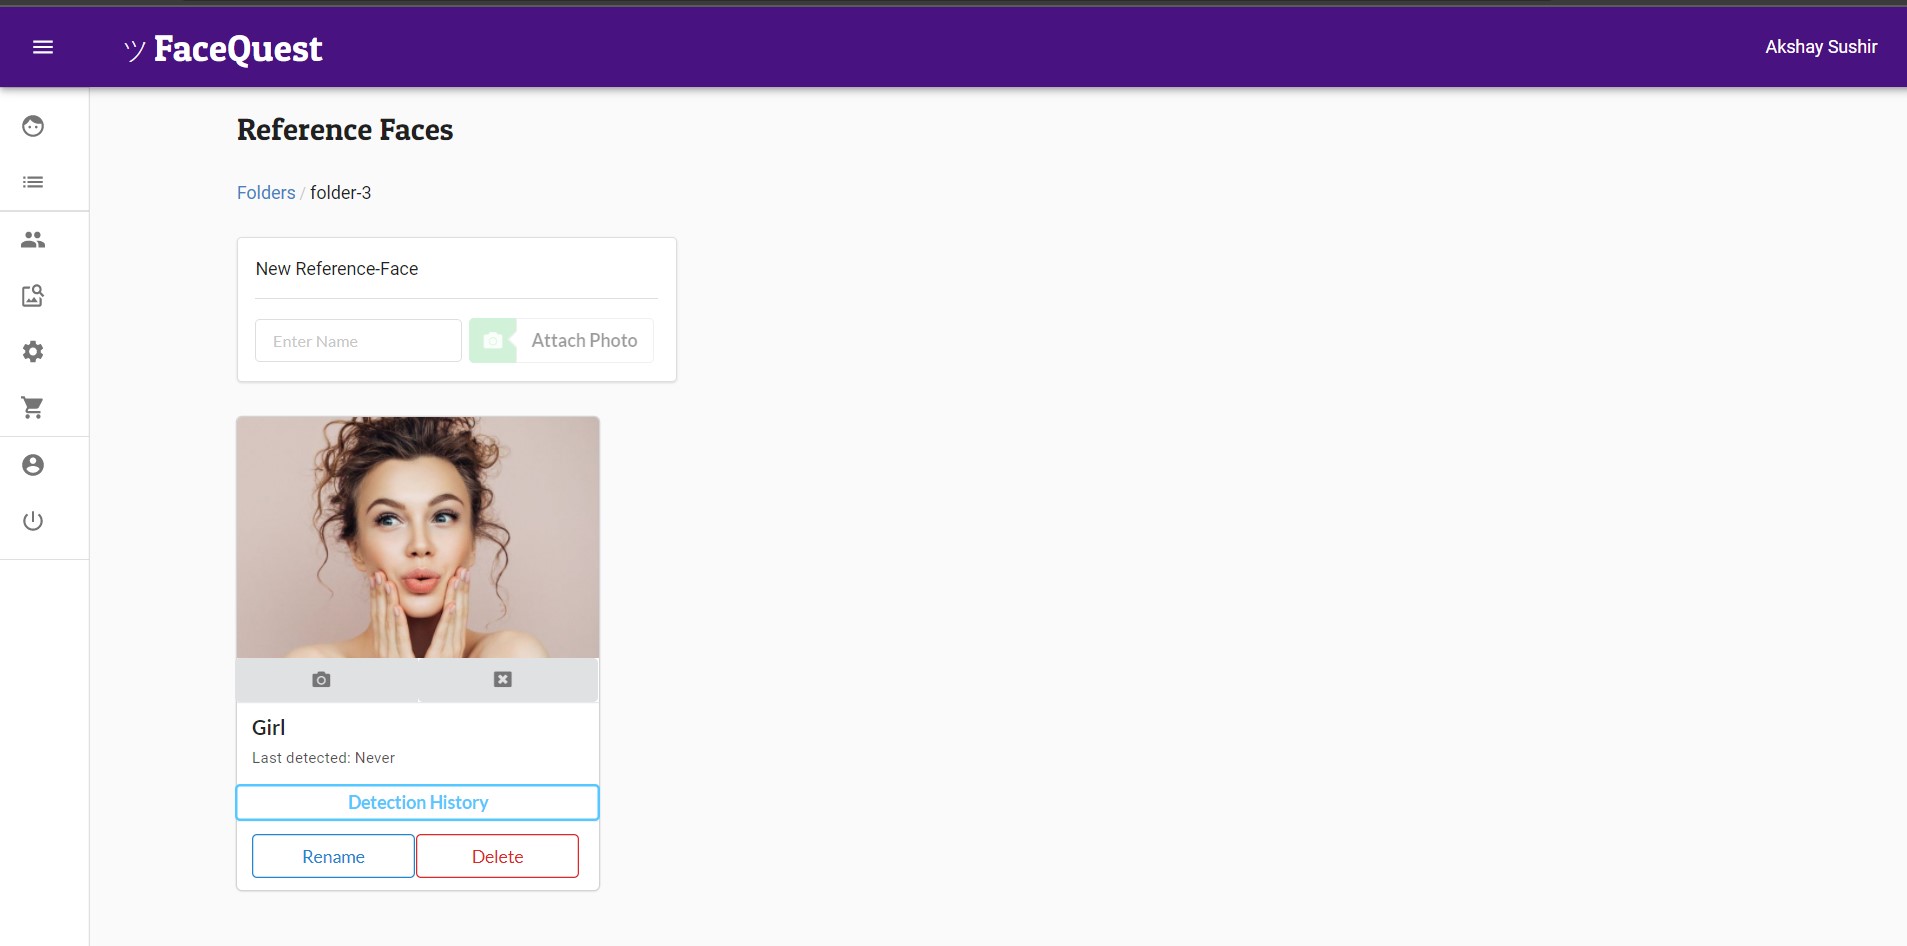 ツ FaceQuest
Akshay Sushir
Reference Faces
Folders / folder-3
New Reference-Face
Enter Name
Attach Photo
Girl
Last detected: Never
Detection History
Rename
Delete